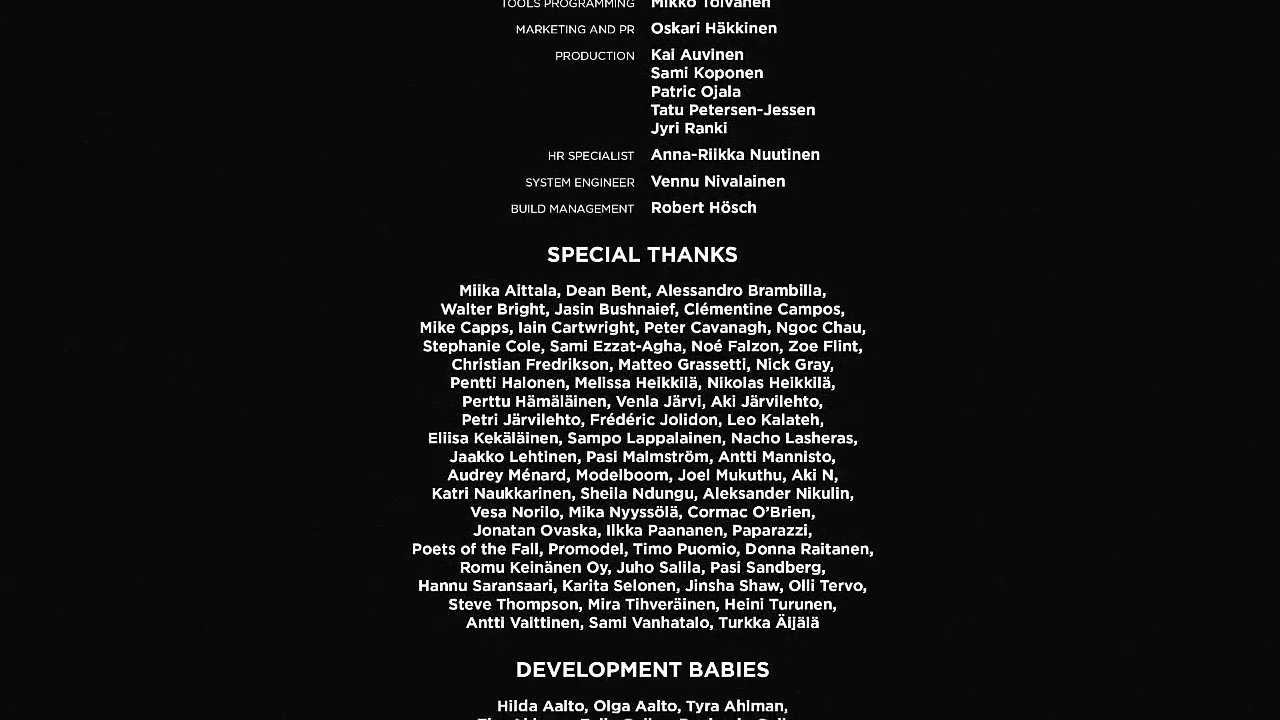 TOOLS PROGRAMMING Mikko Tolvanen
MARKETING AND PR Oskari Häkkinen
PRODUCTION Kai Auvinen
Sami Koponen
Patric Ojala
Tatu Petersen-Jessen
Jyri Ranki
HR SPECIALIST Anna-Riikka Nuutinen
SYSTEM ENGINEER Vennu Nivalainen
BUILD MANAGEMENT Robert Hösch
SPECIAL THANKS
Miika Aittala, Dean Bent, Alessandro Brambilla,
Walter Bright, Jasin Bushnaief, Clémentine Campos,
Mike Capps, Iain Cartwright, Peter Cavanagh, Ngoc Chau,
Stephanie Cole, Sami Ezzat-Agha, Noé Falzon, Zoe Flint,
Christian Fredrikson, Matteo Grassetti, Nick Gray,
Pentti Halonen, Melissa Heikkilä, Nikolas Heikkilä,
Perttu Hämäläinen, Venla Järvi, Aki Järvilehto,
Petri Järvilehto, Frédéric Jolidon, Leo Kalateh,
Eliisa Kekäläinen, Sampo Lappalainen, Nacho Lasheras,
Jaakko Lehtinen, Pasi Malmström, Antti Mannisto,
Audrey Ménard, Modelboom, Joel Mukuthu, Aki N,
Katri Naukkarinen, Sheila Ndungu, Aleksander Nikulin,
Vesa Norilo, Mika Nyyssölä, Cormac O’Brien,
Jonatan Ovaska, Ilkka Paananen, Paparazzi,
Poets of the Fall, Promodel, Timo Puomio, Donna Raitanen,
Romu Keinänen Oy, Juho Salila, Pasi Sandberg,
Hannu Saransaari, Karita Selonen, Jinsha Shaw, Olli Tervo,
Steve Thompson, Mira Tihveräinen, Heini Turunen,
Antti Vaittinen, Sami Vanhatalo, Turkka Äijälä
DEVELOPMENT BABIES
Hilda Aalto, Olga Aalto, Tyra Ahlman,